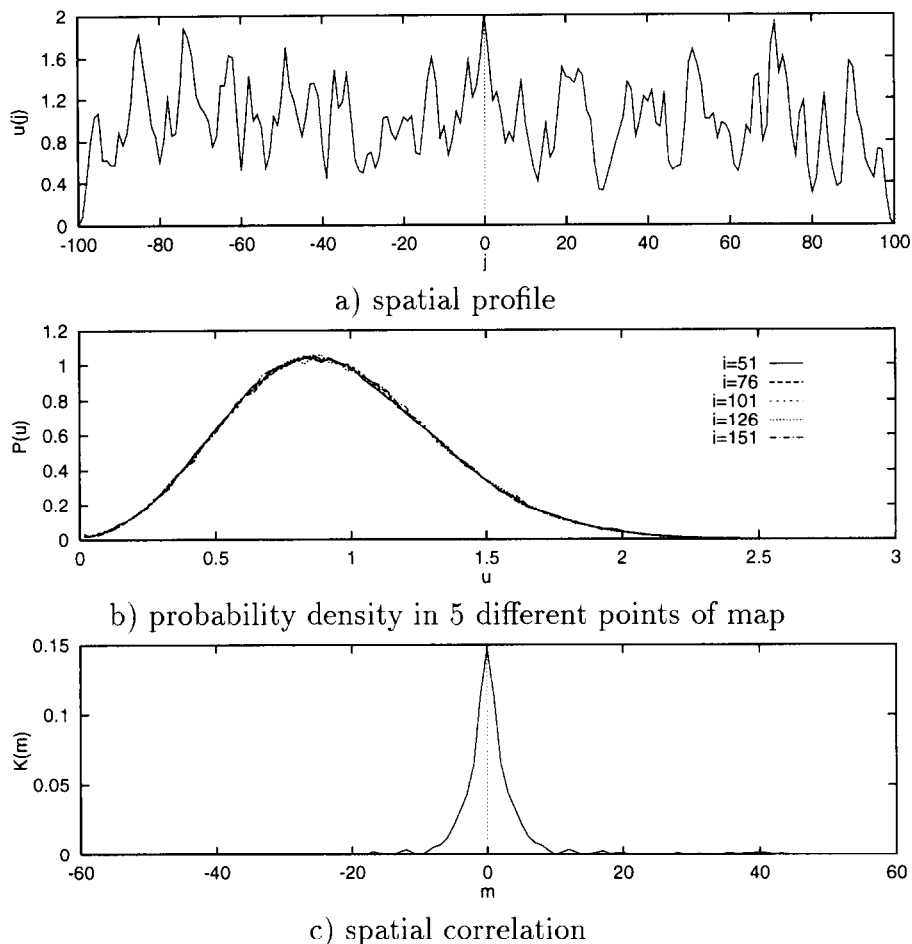 2
1.6
1.2
0.8
0.4
0
u(j)
-100 -80 -60 -40 -20 0 20 40 60 80 100
j
a) spatial profile
1.2
1
0.8
0.6
0.4
0.2
0
P(u)
i=51
i=76
i=101
i=126
i=151
0 0.5 1 1.5 2 2.5 3
u
b) probability density in 5 different points of map
0.15
0.1
0.05
0
K(m)
-60 -40 -20 0 20 40 60
m
c) spatial correlation